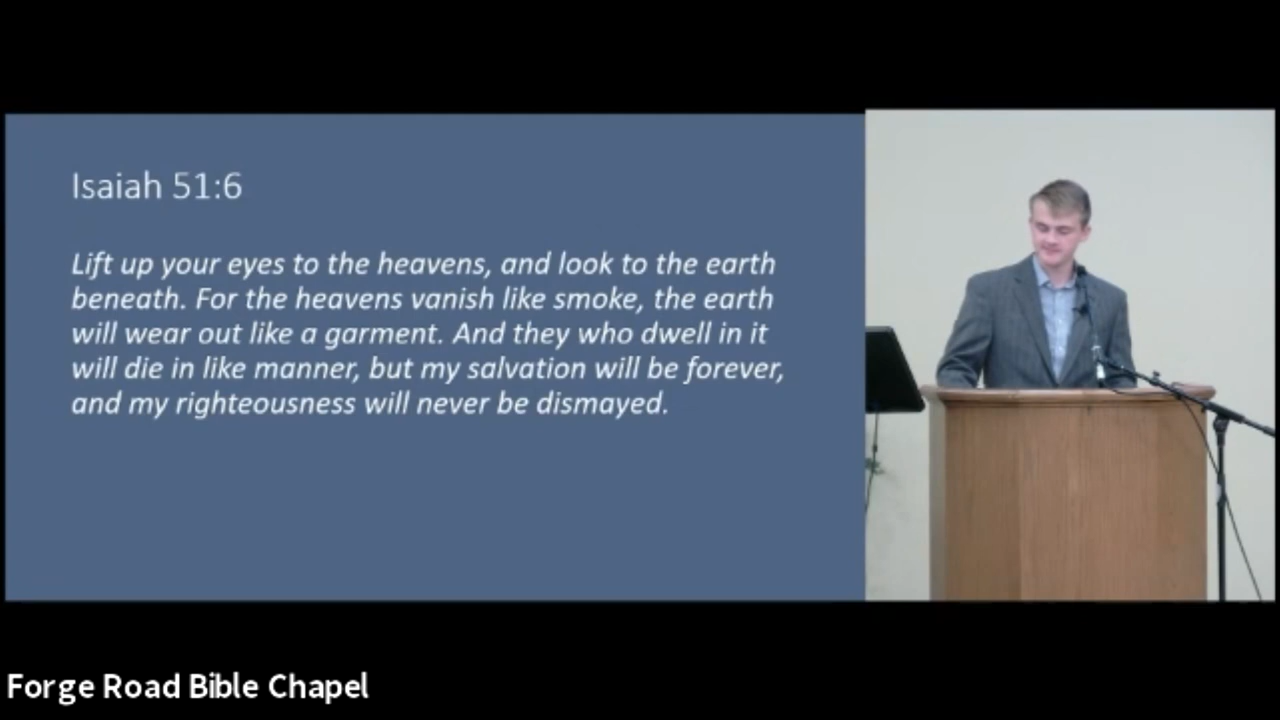 Isaiah 51:6
Lift up your eyes to the heavens, and look to the earth
beneath. For the heavens vanish like smoke, the earth
will wear out like a garment. And they who dwell in it
will die in like manner, but my salvation will be forever,
and my righteousness will never be dismayed.
Forge Road Bible Chapel